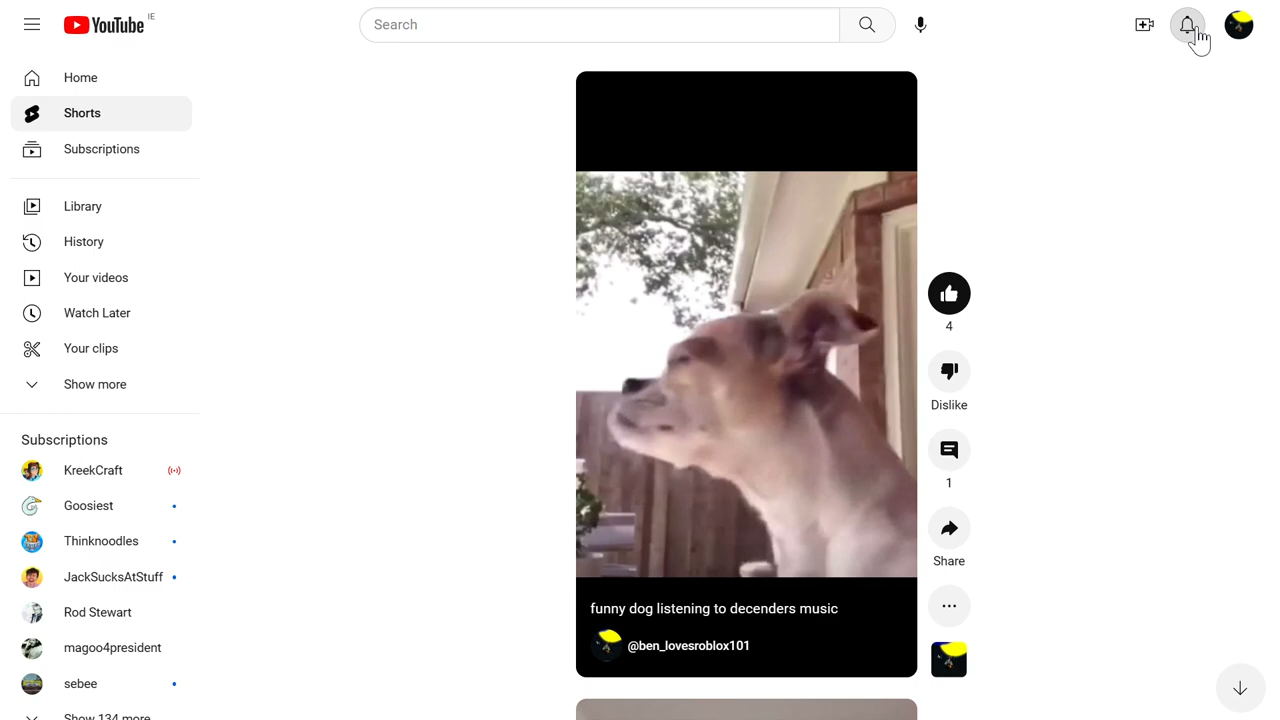 YouTube IE
Search
Home
Shorts
Subscriptions
Library
History
Your videos
Watch Later
Your clips
Show more
Subscriptions
KreekCraft
Goosiest
Thinknoodles
JackSucksAtStuff
Rod Stewart
magoo4president
sebee
Show 134 more
4
Dislike
1
Share
funny dog listening to decenders music
@ben_lovesroblox101